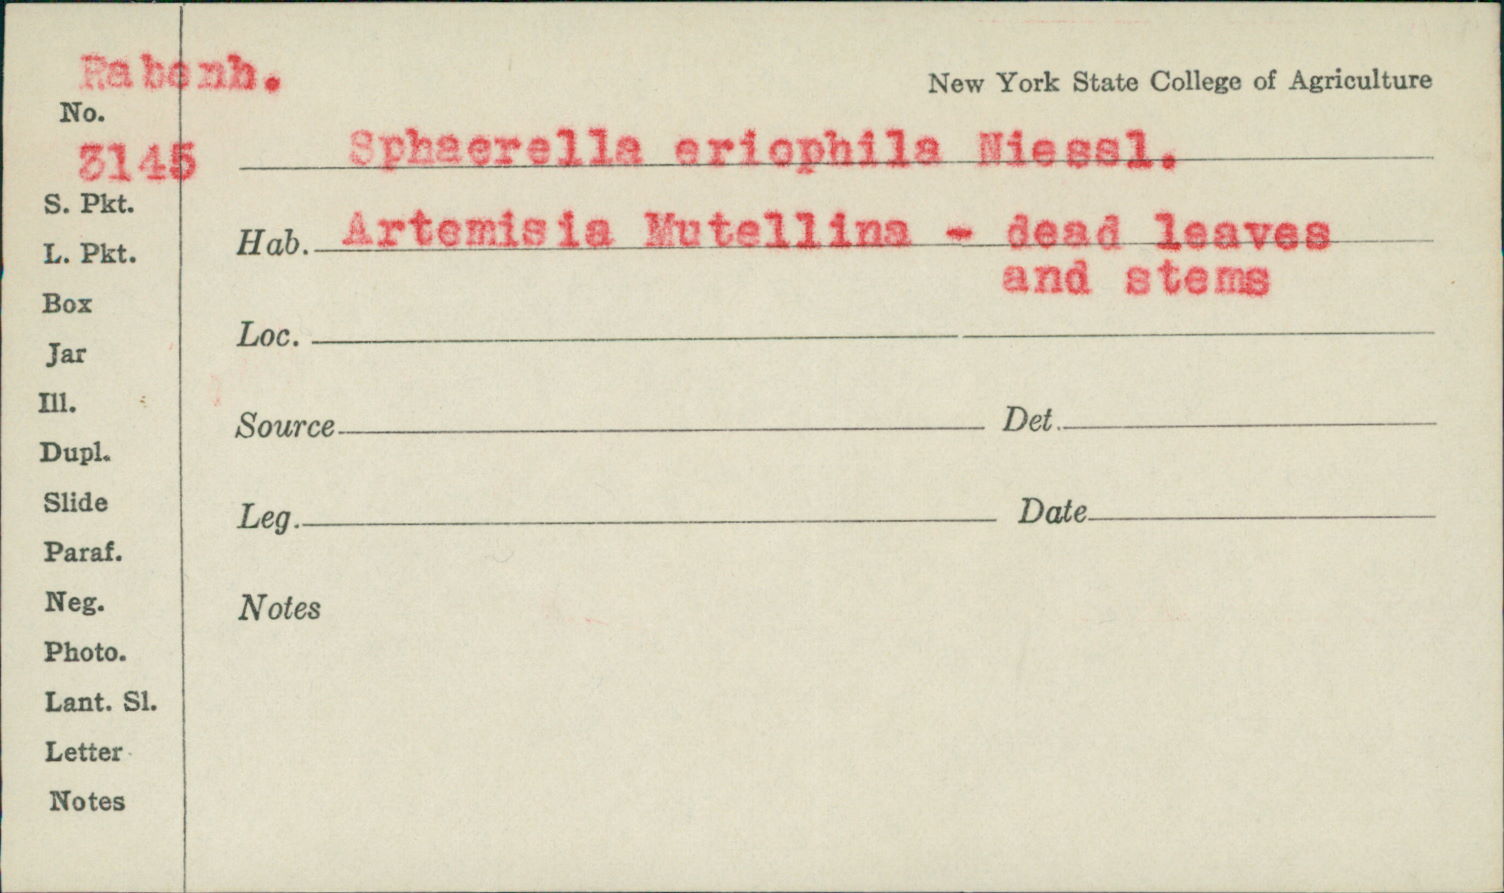 Rabenh.
New York State College of Agriculture
No.
3145
Sphaerella eriophila Niessl.
S. Pkt.
Hab. Artemisia Mutellina - dead leaves
and stems
L. Pkt.
Box
Loc.
Jar
Ill.
Source Det.
Dupl.
Slide
Leg. Date
Paraf.
Neg.
Notes
Photo.
Lant. Sl.
Letter
Notes